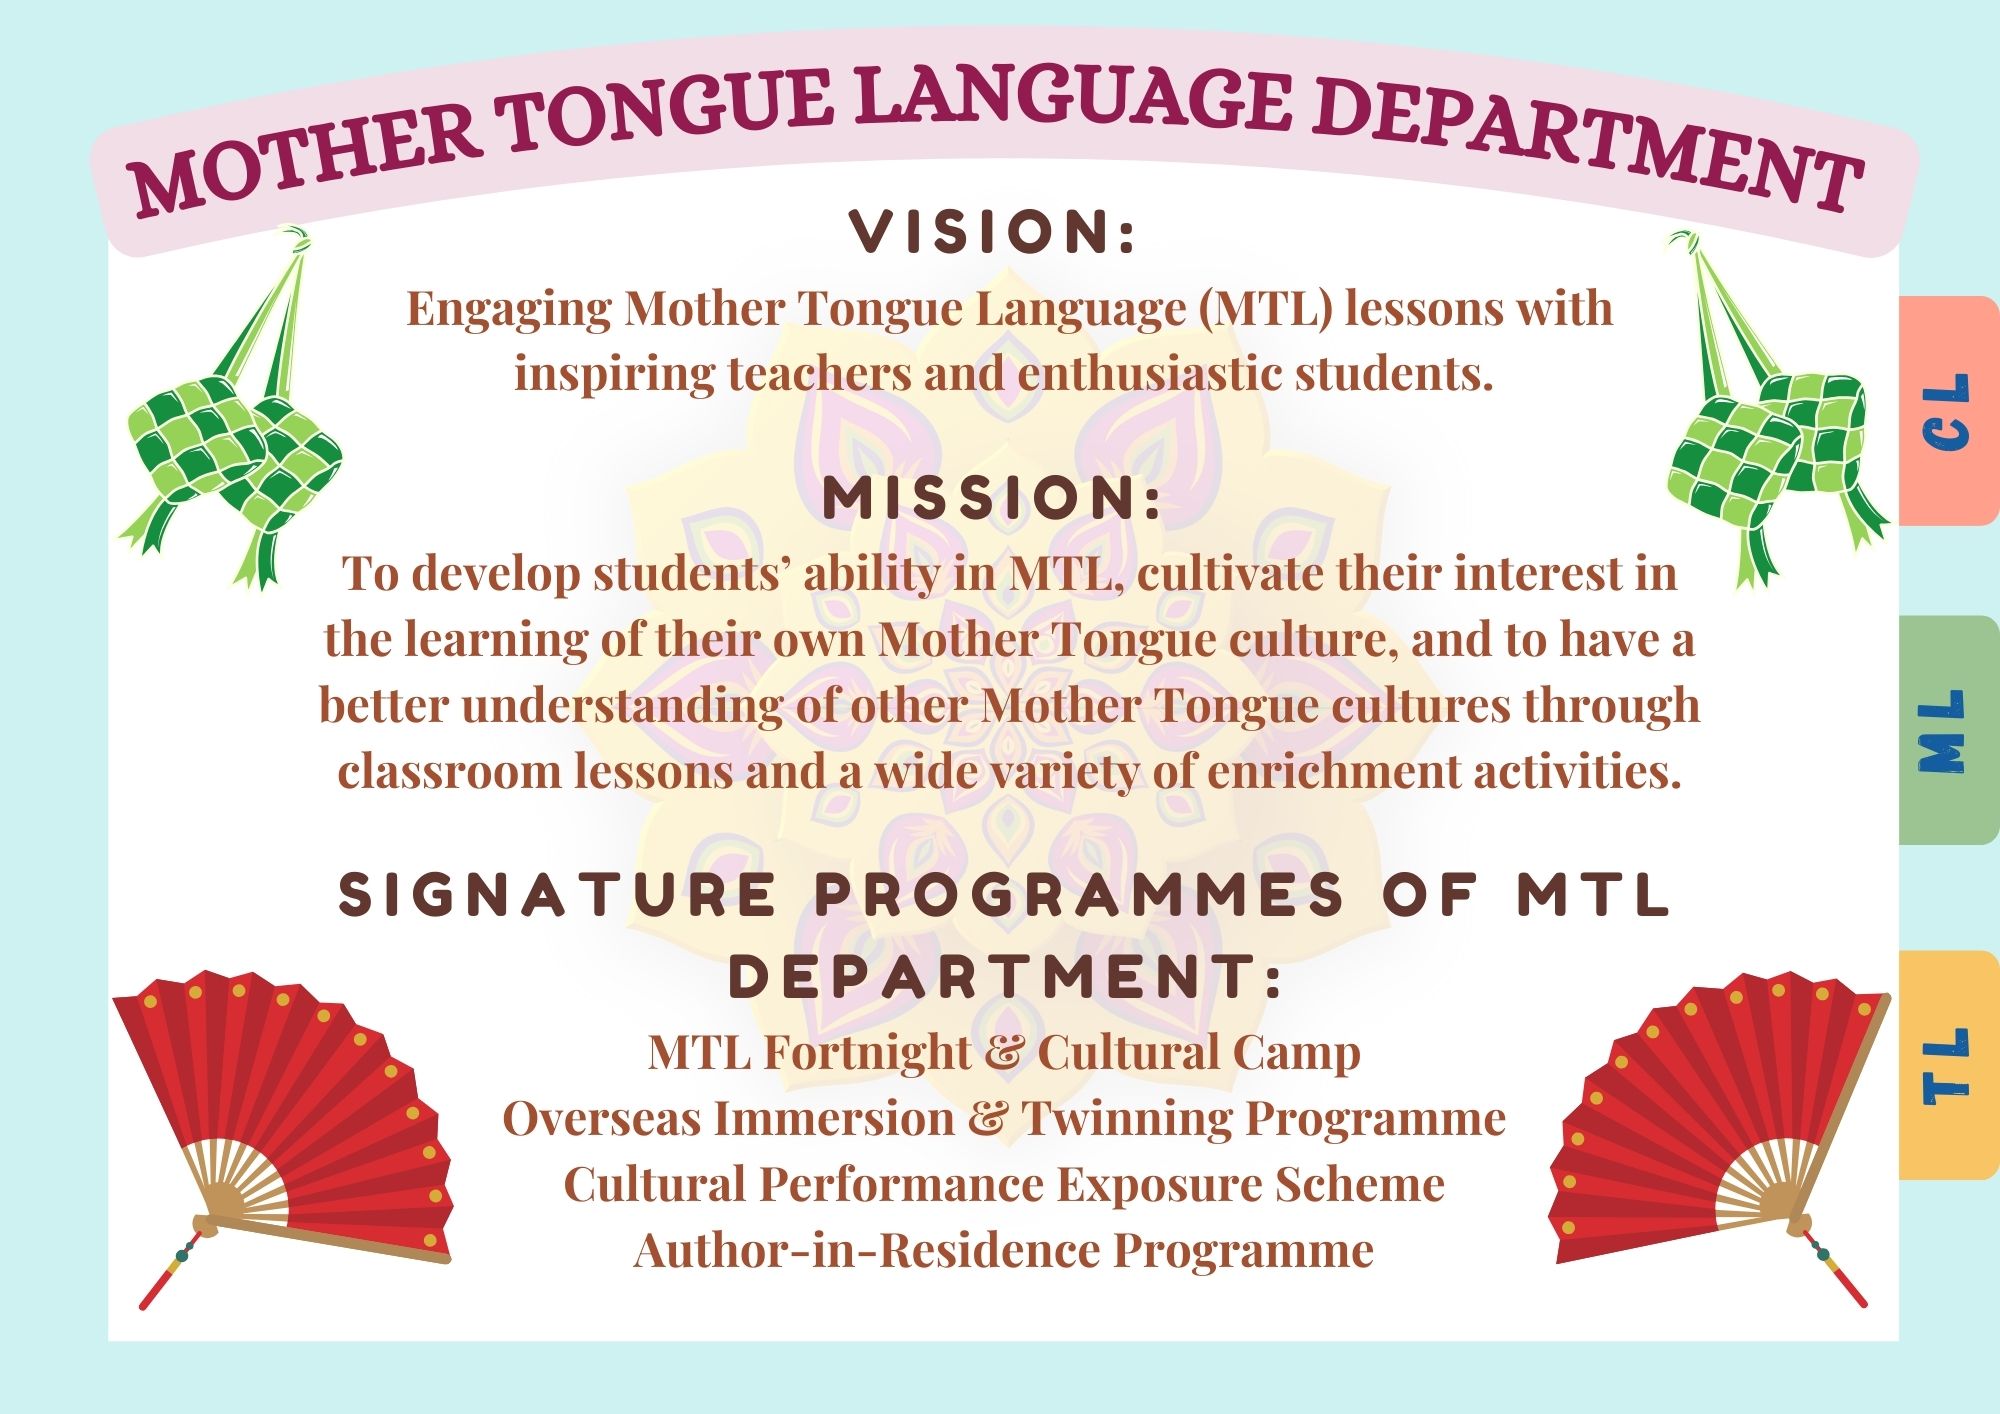 MOTHER TONGUE LANGUAGE DEPARTMENT
VISION:
Engaging Mother Tongue Language (MTL) lessons with
inspiring teachers and enthusiastic students.
MISSION:
To develop students’ ability in MTL, cultivate their interest in
the learning of their own Mother Tongue culture, and to have a
better understanding of other Mother Tongue cultures through
classroom lessons and a wide variety of enrichment activities.
SIGNATURE PROGRAMMES OF MTL
DEPARTMENT:
MTL Fortnight & Cultural Camp
Overseas Immersion & Twinning Programme
Cultural Performance Exposure Scheme
Author-in-Residence Programme
CL
ML
TL